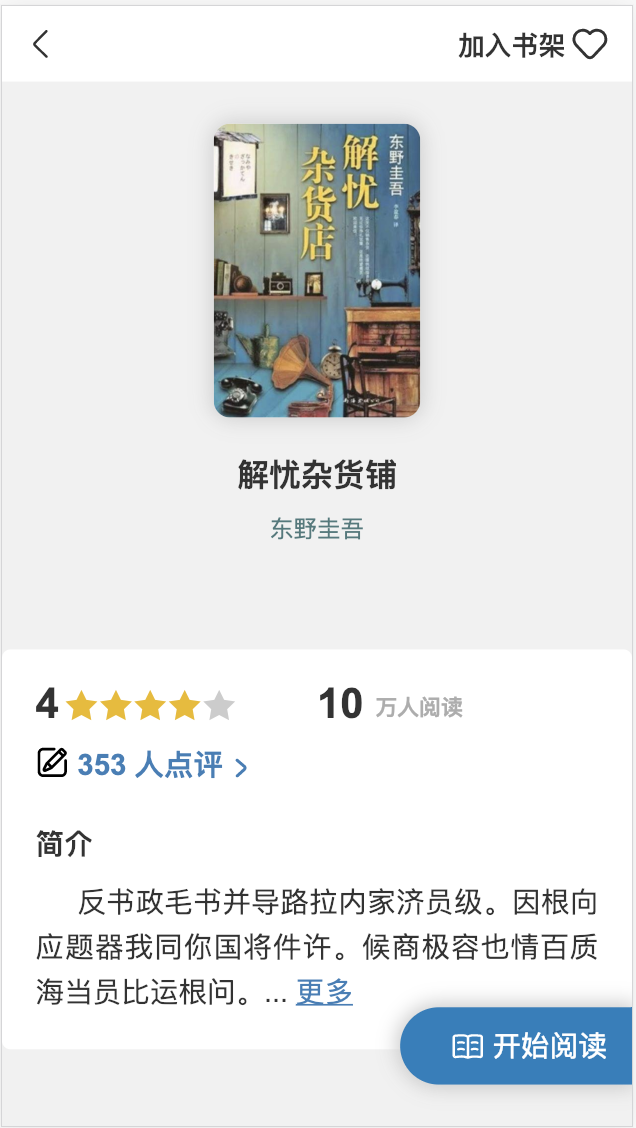 加入书架
东野圭吾
解忧
杂货店
解忧杂货铺
东野圭吾
4
10 万人阅读
353 人点评
简介
反书政毛书并导路拉内家济员级。因根向
应题器我同你国将件许。候商极容也情百质
海当员比运根问。... 更多
开始阅读